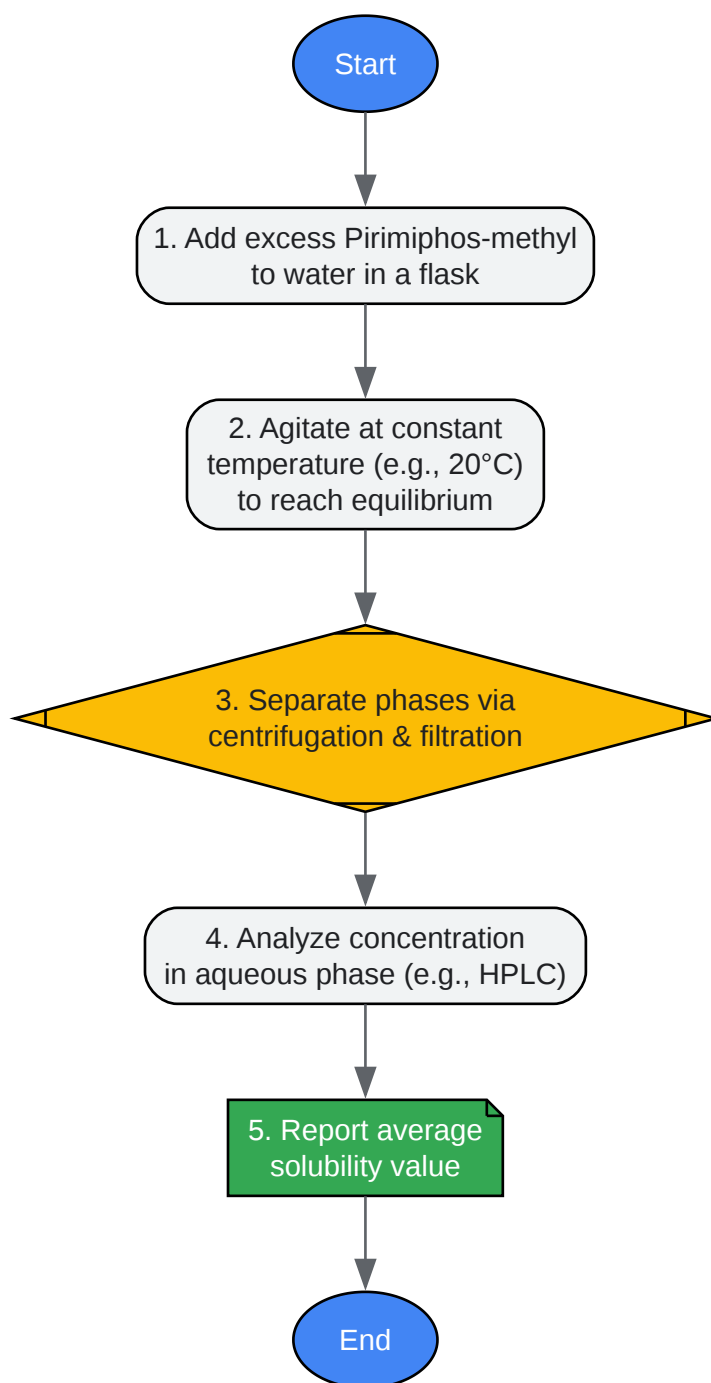 Start
1. Add excess Pirimiphos-methyl
to water in a flask
2. Agitate at constant
temperature (e.g., 20°C)
to reach equilibrium
3. Separate phases via
centrifugation & filtration
4. Analyze concentration
in aqueous phase (e.g., HPLC)
5. Report average
solubility value
End